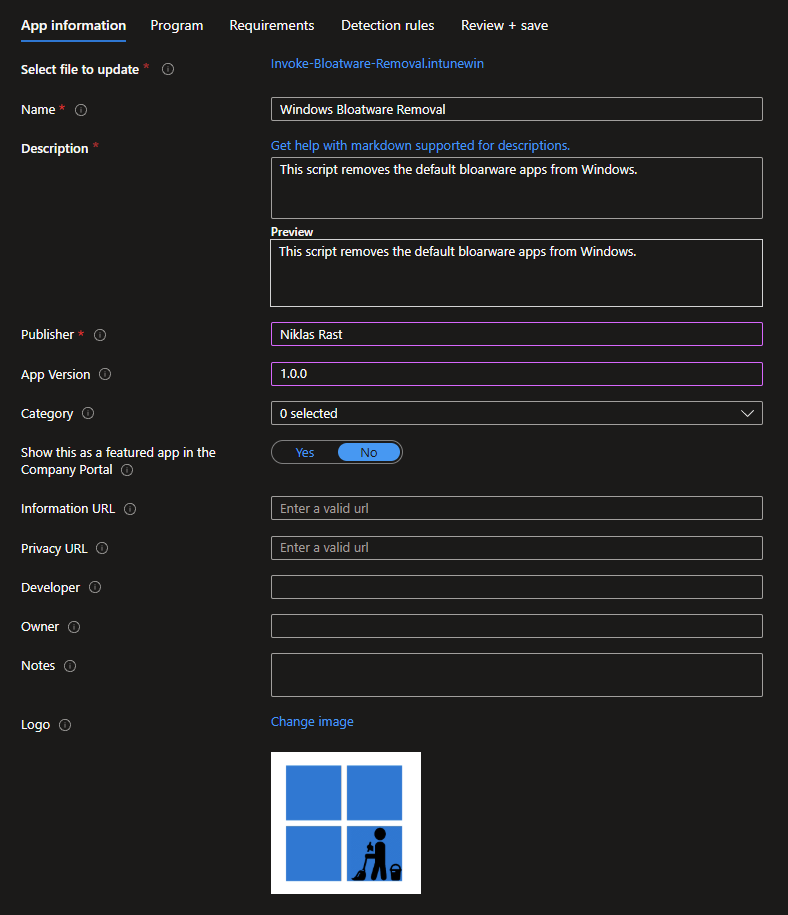 App information Program Requirements Detection rules Review + save
Select file to update * Invoke-Bloatware-Removal.intunewin
Name * Windows Bloatware Removal
Description * Get help with markdown supported for descriptions.
This script removes the default bloarware apps from Windows.
Preview
This script removes the default bloarware apps from Windows.
Publisher * Niklas Rast
App Version 1.0.0
Category 0 selected
Show this as a featured app in the Yes No
Company Portal
Information URL Enter a valid url
Privacy URL Enter a valid url
Developer
Owner
Notes
Logo Change image